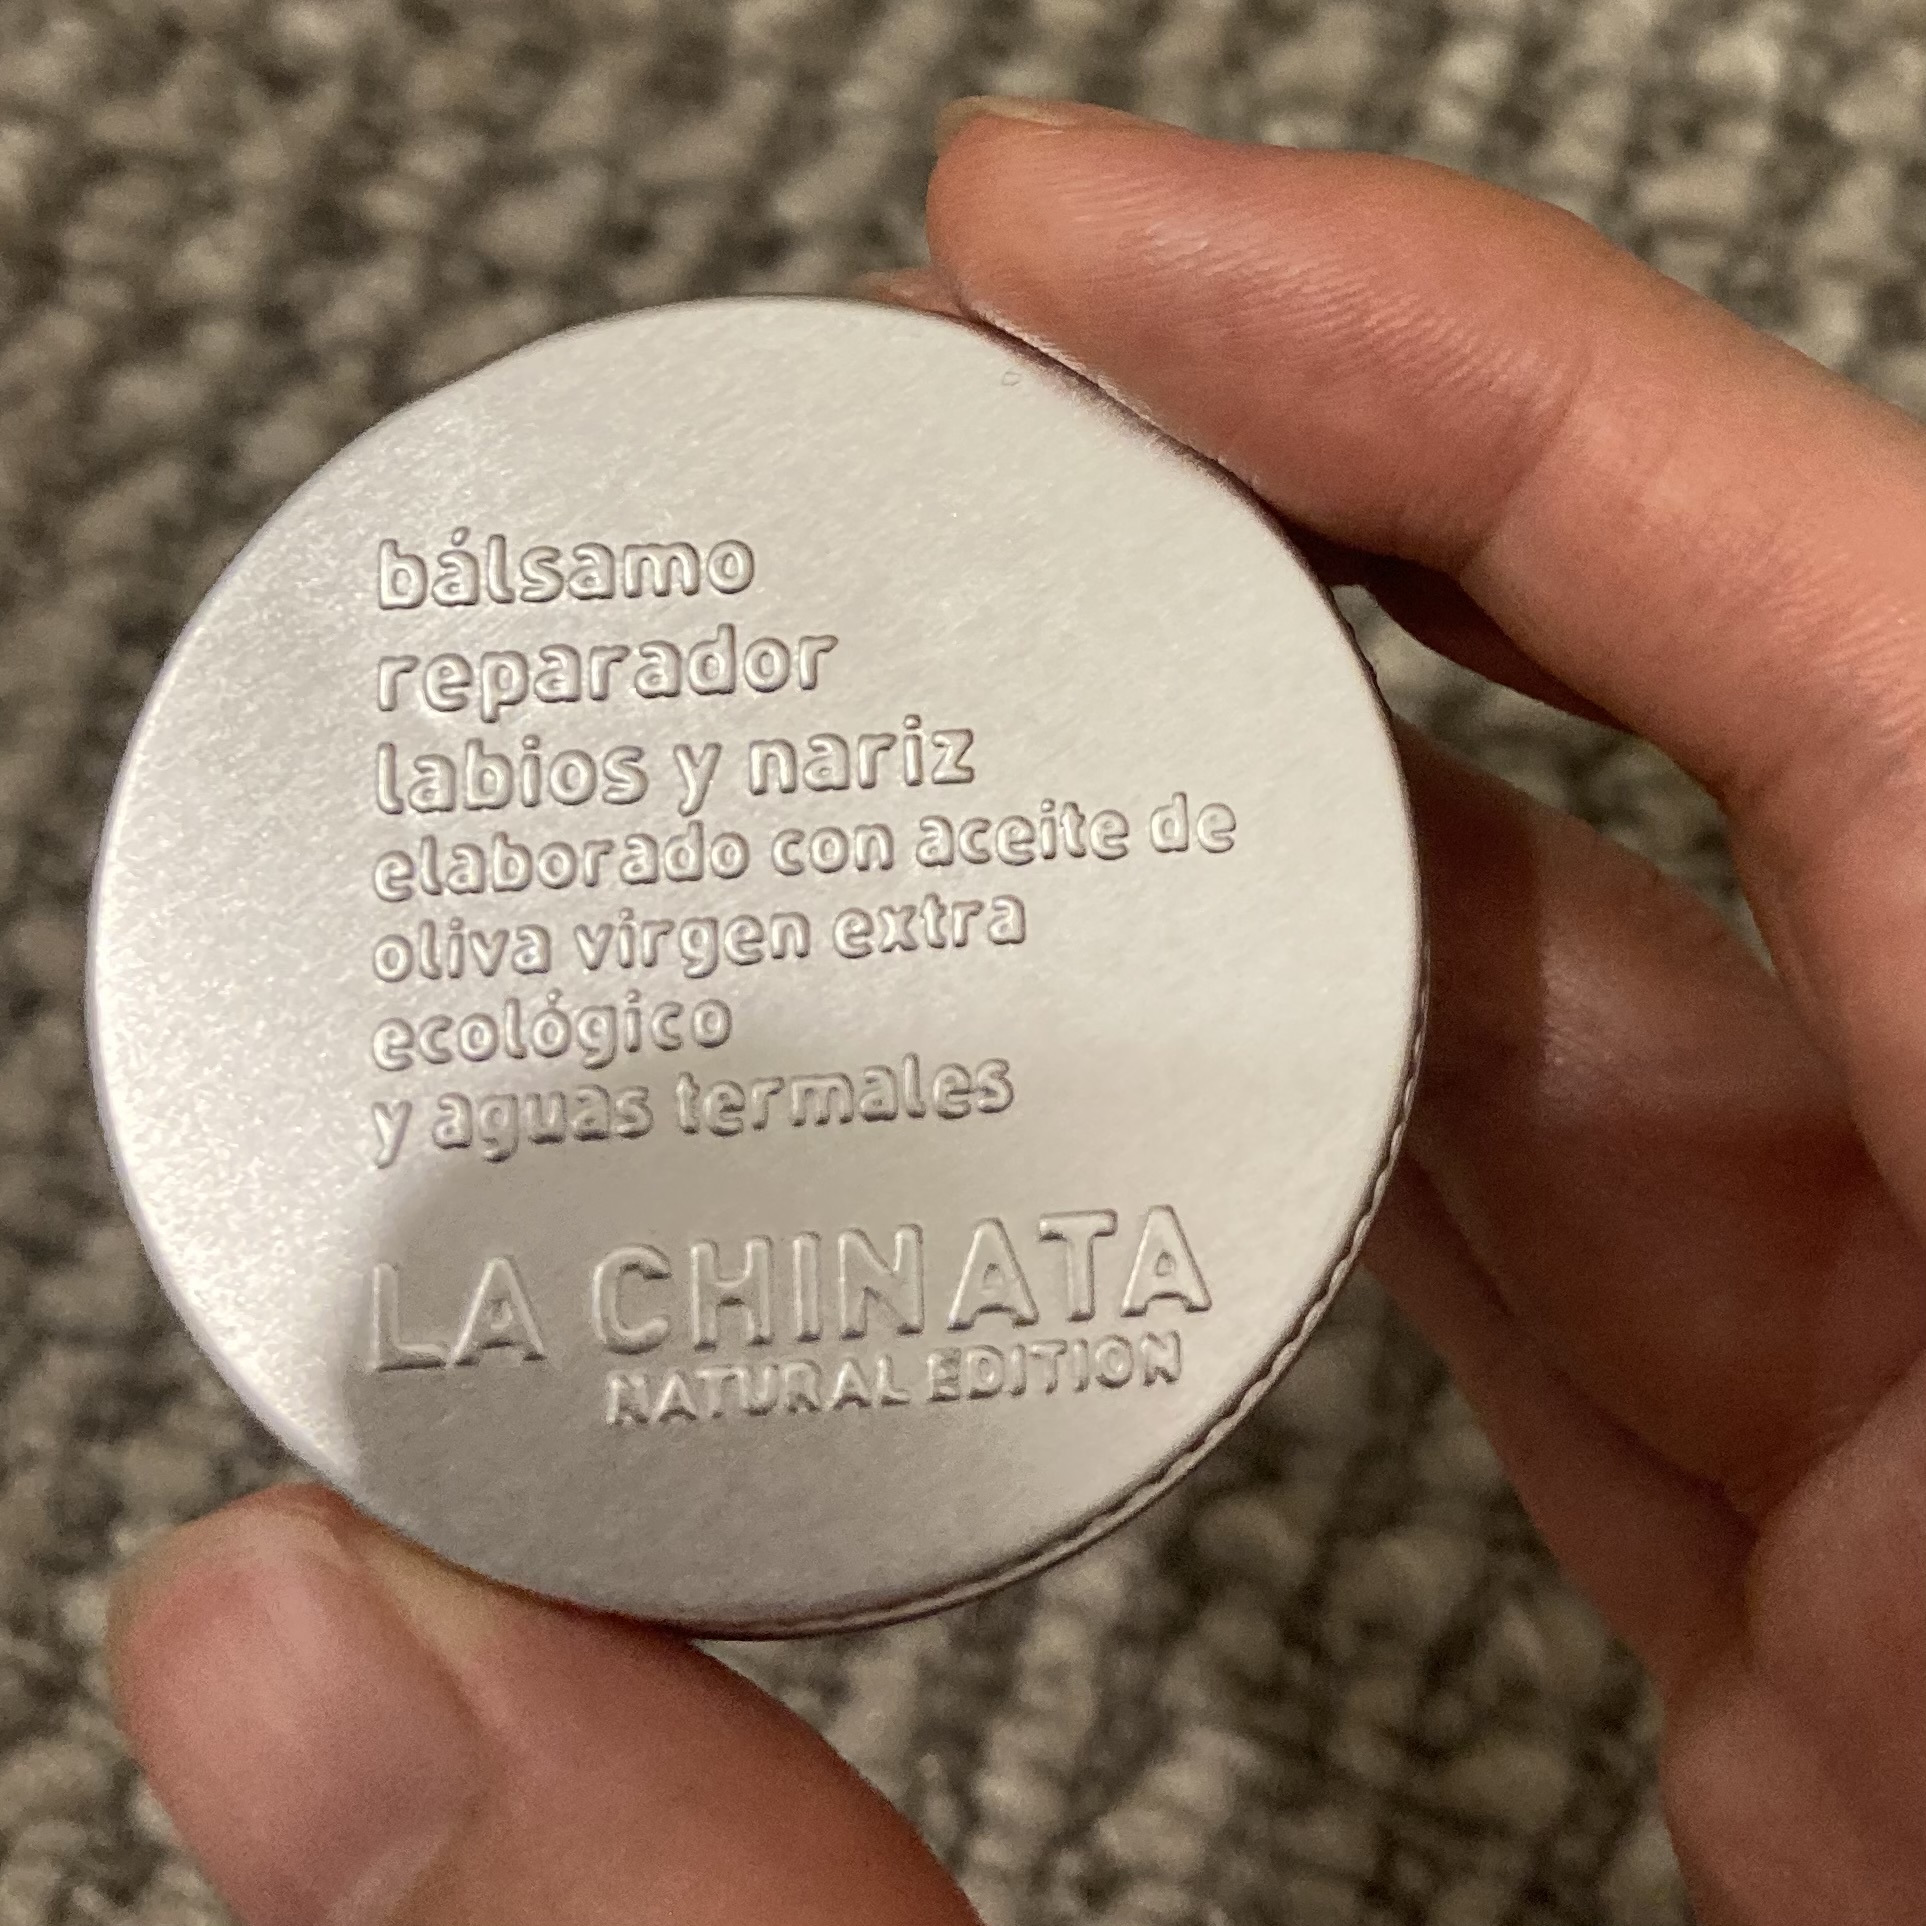 bálsamo
reparador
labios y nariz
elaborado con aceite de
oliva virgen extra
ecológico
y aguas termales
LA CHINATA
NATURAL EDITION